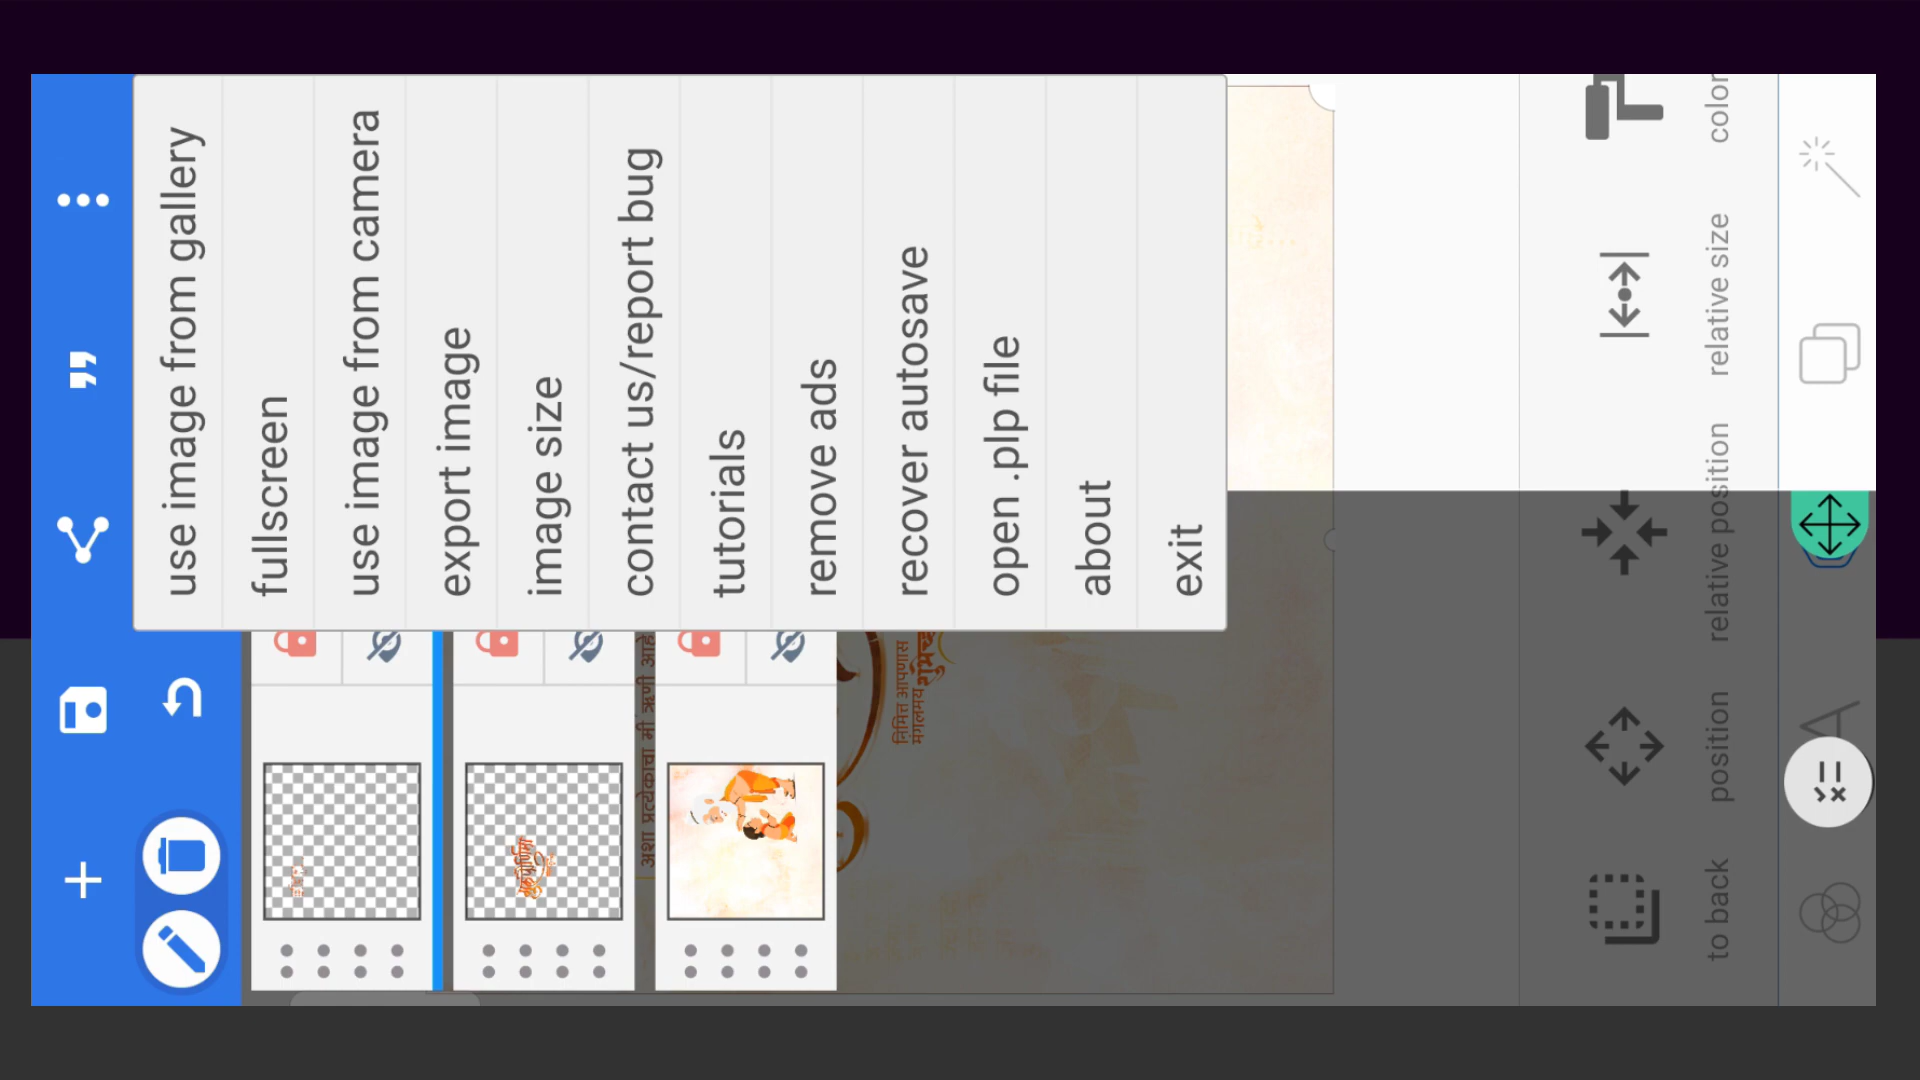 use image from gallery
fullscreen
use image from camera
export image
image size
contact us/report bug
tutorials
remove ads
recover autosave
open .plp file
about
exit
अशा प्रत्येकाचा मी ऋणी आहे
निमित्त आपणास
मंगलमय
गुरुपौर्णिमा
to back
position
relative position
relative size
color